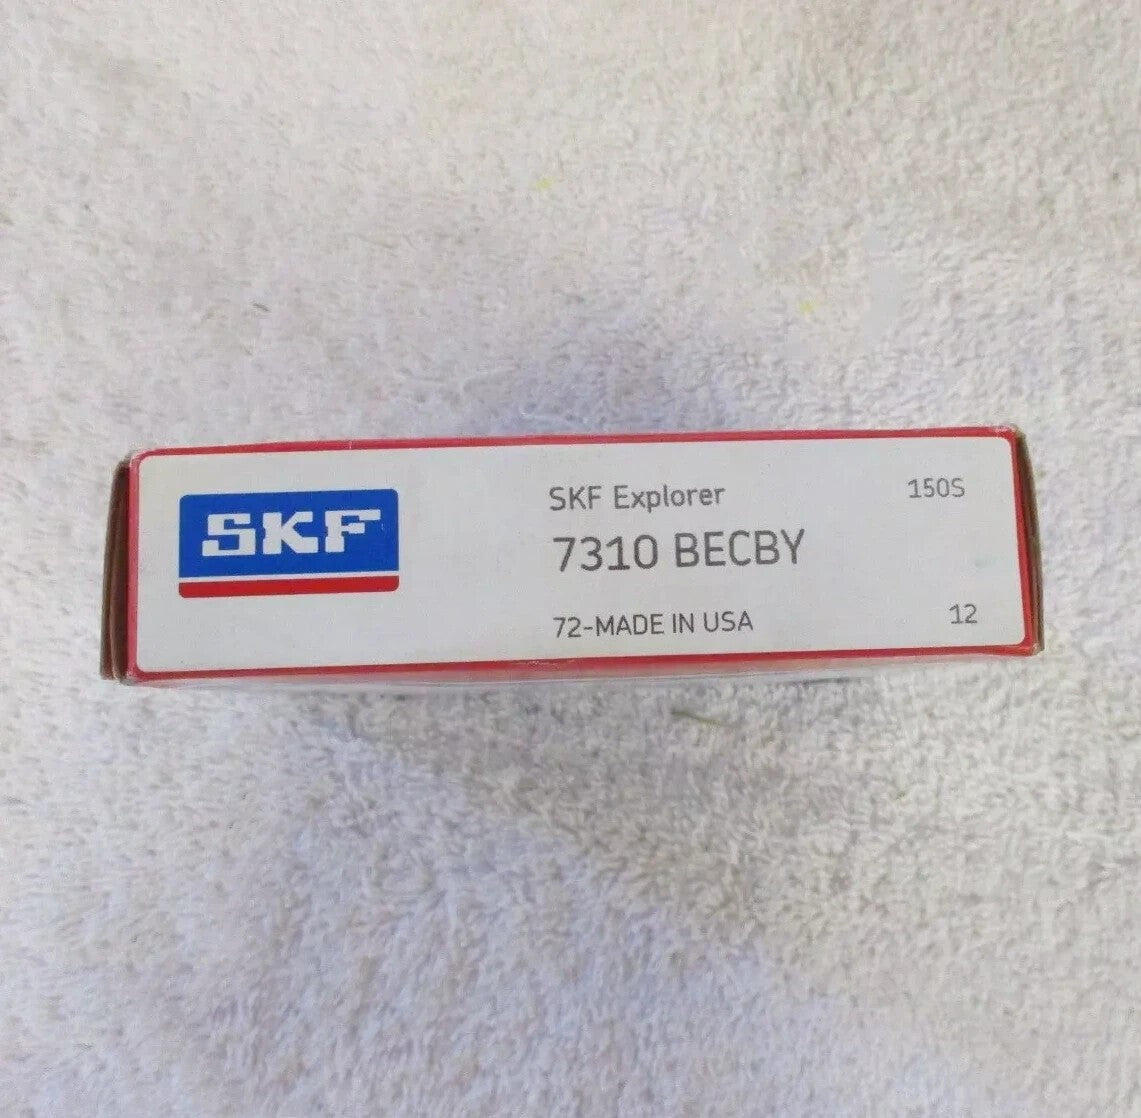 SKF
SKF Explorer
150S
7310 BECBY
72-MADE IN USA
12